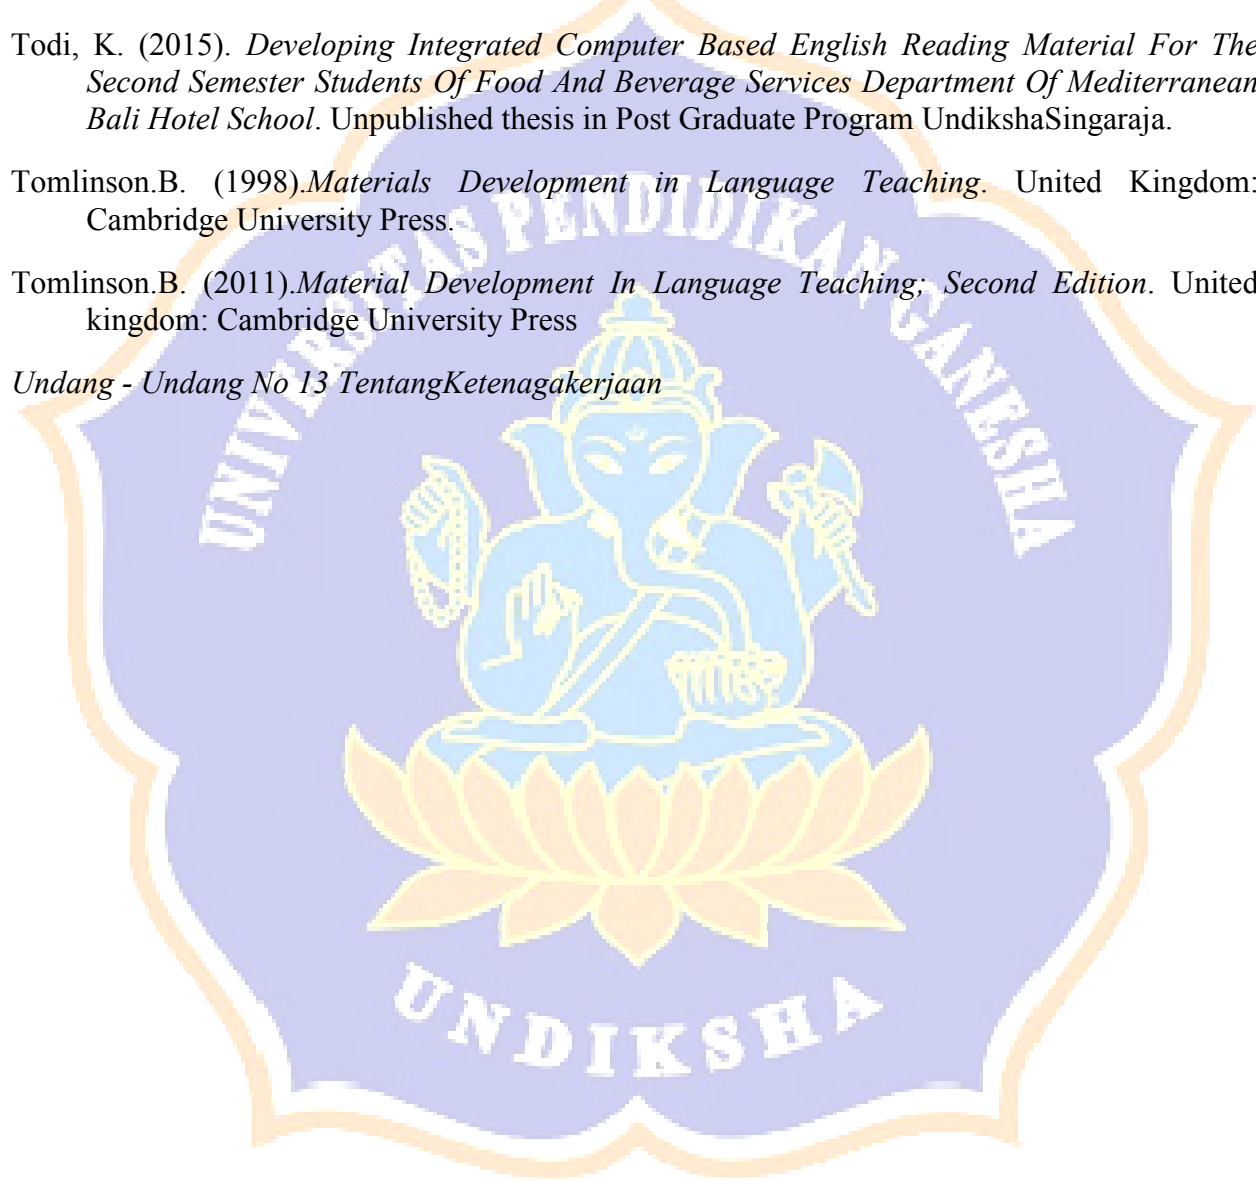 Todi, K. (2015). Developing Integrated Computer Based English Reading Material For The
Second Semester Students Of Food And Beverage Services Department Of Mediterranean
Bali Hotel School. Unpublished thesis in Post Graduate Program UndikshaSingaraja.
Tomlinson.B. (1998).Materials Development in Language Teaching. United Kingdom:
Cambridge University Press.
Tomlinson.B. (2011).Material Development In Language Teaching; Second Edition. United
kingdom: Cambridge University Press
Undang - Undang No 13 TentangKetenagakerjaan
UNIVERSITAS PENDIDIKAN GANESHA
UNDIKSHA